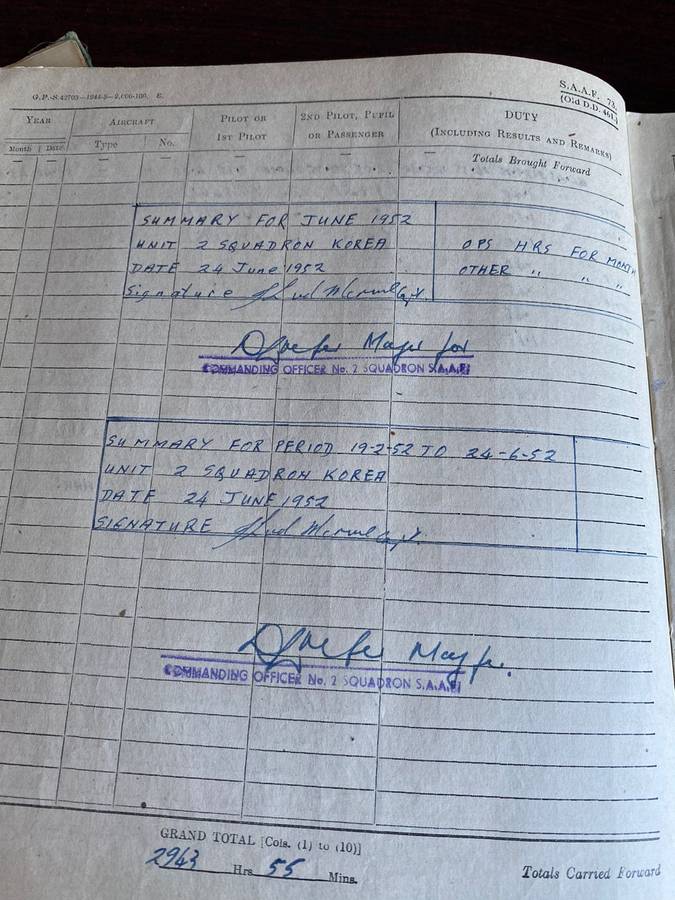 G.P.-S.42703—1948-9—2,000-100. S.
S.A.A.F. 73.
(Old D.D. 461.)
YEAR AIRCRAFT PILOT OR 1ST PILOT 2ND PILOT, PUPIL OR PASSENGER DUTY (INCLUDING RESULTS AND REMARKS)
Month Date Type No.
— — — — — — Totals Brought Forward
SUMMARY FOR JUNE 1952
UNIT 2 SQUADRON KOREA OPS HRS FOR MONTH
DATE 24 June 1952 OTHER " " "
Signature
Major for
COMMANDING OFFICER No. 2 SQUADRON S.A.A.F.
SUMMARY FOR PERIOD 19-2-52 TO 24-6-52
UNIT 2 SQUADRON KOREA
DATE 24 JUNE 1952
SIGNATURE
COMMANDING OFFICER No. 2 SQUADRON S.A.A.F.
GRAND TOTAL [Cols. (1) to (10)]
2943 Hrs 55 Mins.
Totals Carried Forward